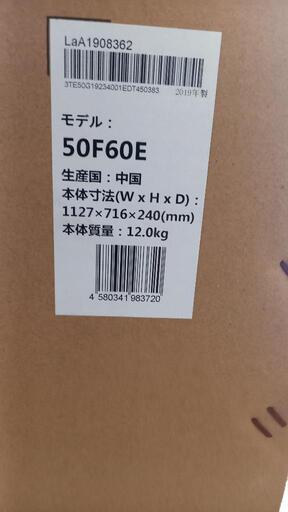 LaA1908362
3TE50G19234001EDT450383
2019年製
モデル：
50F60E
生産国：中国
本体寸法(W x H x D)：
1127×716×240(mm)
本体質量：12.0kg
4 580341 983720